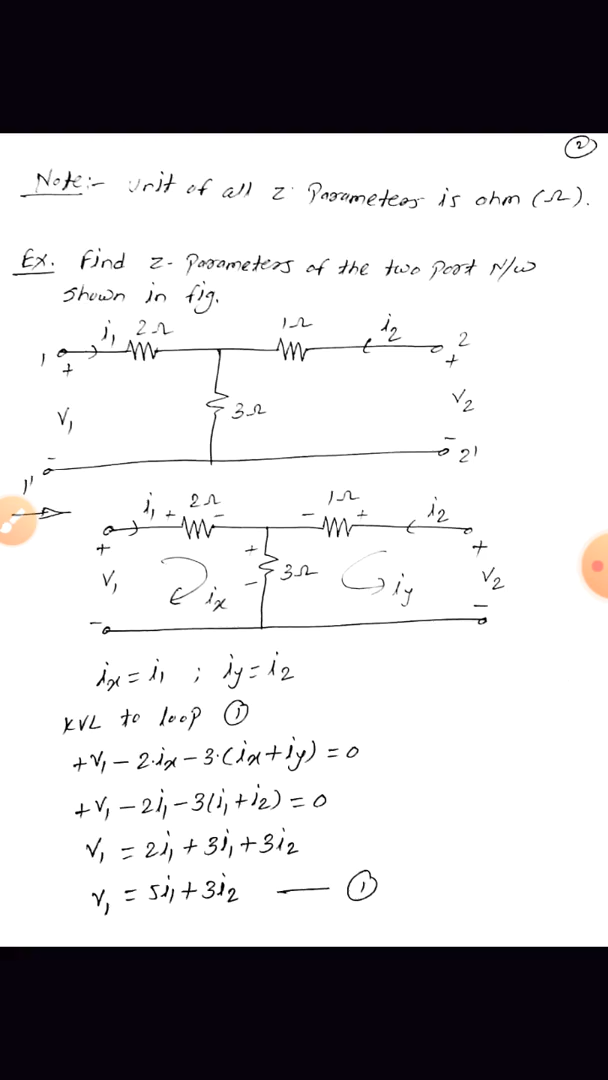 2
Note:- Unit of all Z Parameters is ohm (Ω).
Ex. Find z-Parameters of the two port N/W
shown in fig.
i1 2Ω 1Ω i2
1 + 2 +
V1 3Ω V2
- - 2'
1'
i1 + 2Ω - - 1Ω + i2
+ + +
V1 ix - 3Ω iy V2
- -
ix = i1 ; iy = i2
KVL to loop ①
+V1 - 2·ix - 3·(ix+iy) = 0
+V1 - 2i1 - 3(i1+i2) = 0
V1 = 2i1 + 3i1 + 3i2
V1 = 5i1 + 3i2 — ①